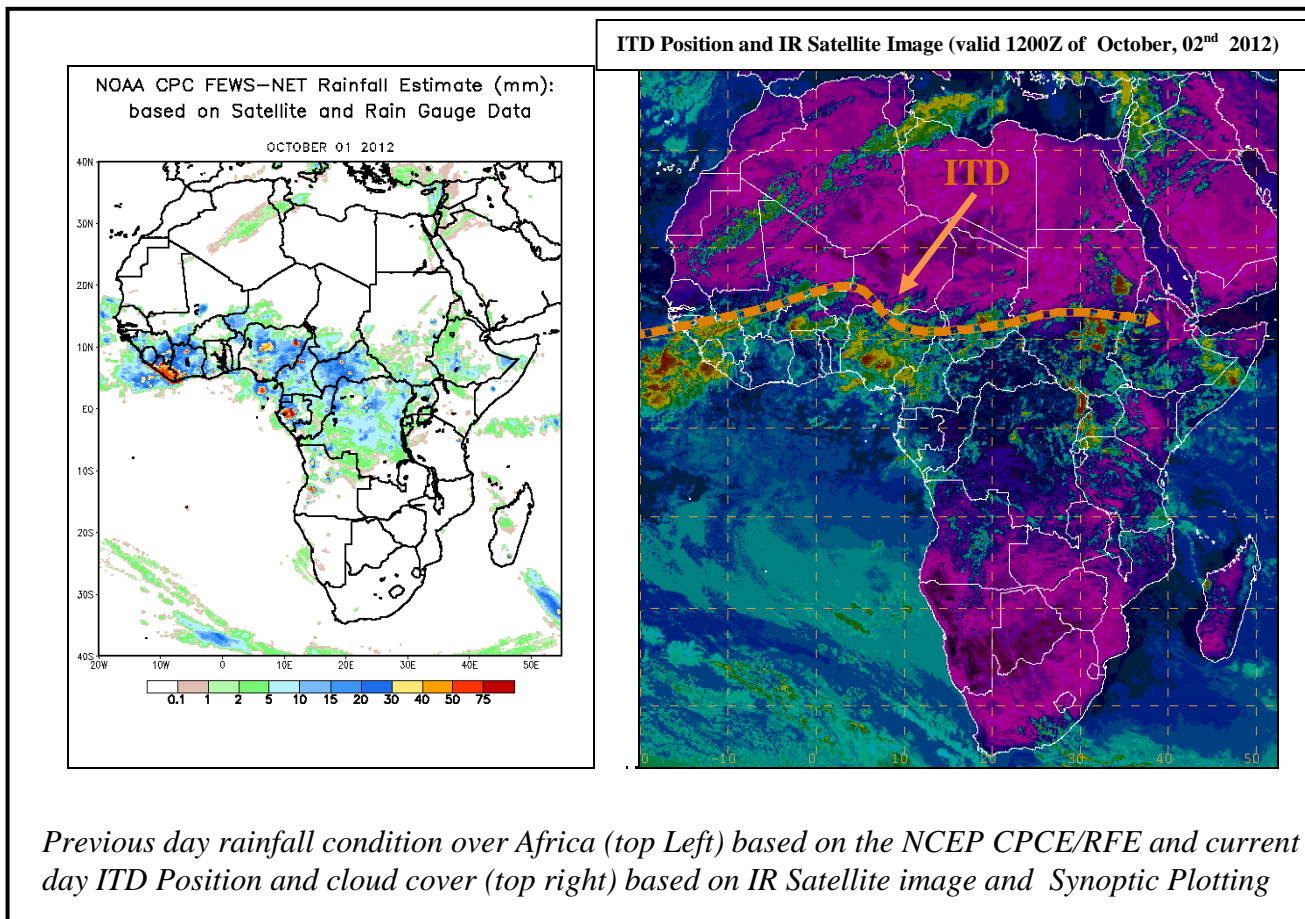 ITD Position and IR Satellite Image (valid 1200Z of October, 02nd 2012)
NOAA CPC FEWS-NET Rainfall Estimate (mm):
based on Satellite and Rain Gauge Data
OCTOBER 01 2012
40N
30N
20N
10N
EQ
10S
20S
30S
40S
20W 10W 0 10E 20E 30E 40E 50E
0.1 1 2 5 10 15 20 30 40 50 75
ITD
-10 0 10 20 30 40 50
Previous day rainfall condition over Africa (top Left) based on the NCEP CPCE/RFE and current
day ITD Position and cloud cover (top right) based on IR Satellite image and Synoptic Plotting